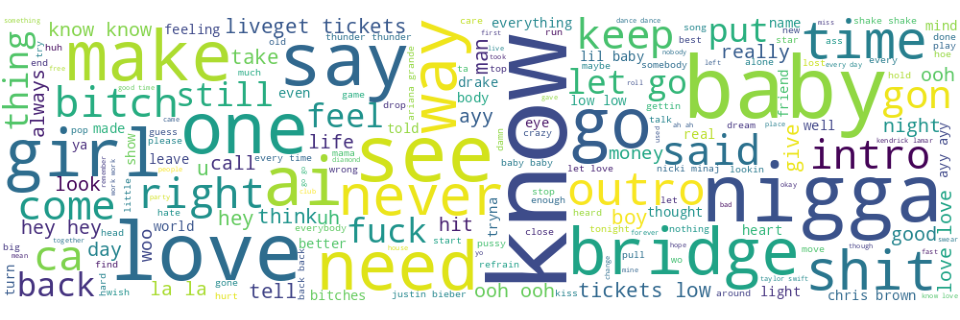 something
know know
feeling
liveget tickets
care
everything
keep
dance dance
put
name
miss
shake shake
mind
thing
huh
make
old
thunder thunder
say
way
first
run
song
new
time
done
end
try
always
take
much
ariana grande
man
live
took
top
lil baby
maybe
nobody
somebody
really
star
ass
every
play
hoe
free
bitch
good time
still
even
game
drop
ta
drake
body
let
go
left
alone
baby
every day
lost
hold
ooh
pop
made
came
guess
please
feel
told
ayy
damn
eye
crazy
low low
roll
gettin
friend
gon
girl
ya
remember
work work
show
one
life
see
know
baby baby
go
talk
used
ah ah
real
dream
place
give
well
night
kendrick lamar
ayy ayy
look
leave
people
u
call
every time
mama
diamond
wrong
let love
money
said
nicki minaj
lookin
intro
come
little
right
party
ai
go go
club
never
stop
enough
outro
let
bad
nigga
okay
hey hey
head
hate
world
hey
think
uh
everybody
fuck
hit
tryna
close
heard
boy
tonight
thought
nothing
forever
heart
good
love love
big
mean
together
ca
day
woo
love
better
start
house
need
pussy
yo
refrain
bridge
hope
wo
move
shit
though
fast
swear
turn
back
hard
find
wish
la la
gone
hurt
tell
back back
bitches
justin bieber
ooh ooh
kiss
tickets low
change
pull
mine
around
taylor swift
light
chris brown
know love